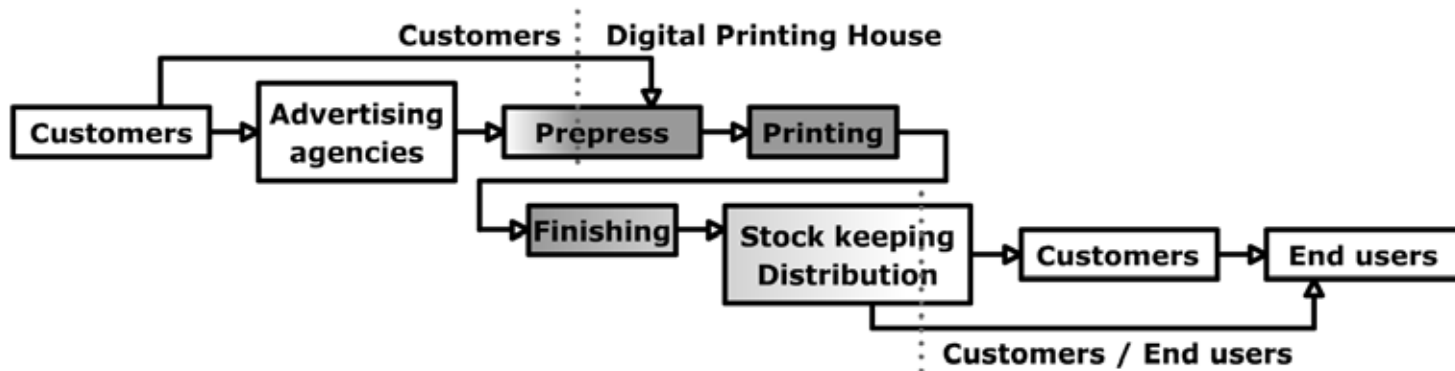 Customers
Digital Printing House
Customers
Advertising
agencies
Prepress
Printing
Finishing
Stock keeping
Distribution
Customers
End users
Customers / End users